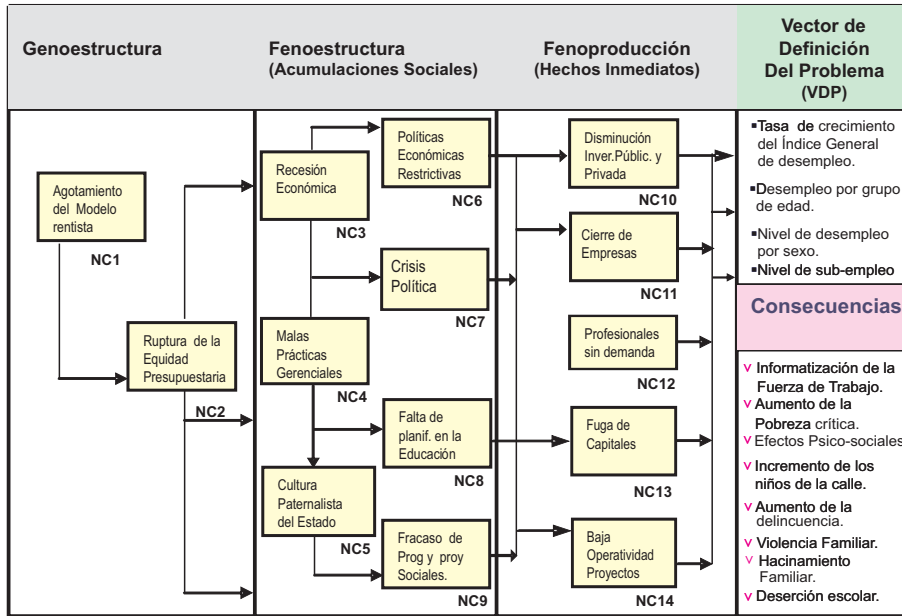 Genoestructura
Fenoestructura
(Acumulaciones Sociales)
Fenoproducción
(Hechos Inmediatos)
Vector de
Definición
Del Problema
(VDP)
Agotamiento
del Modelo
rentista
NC1
Ruptura de la
Equidad
Presupuestaria
NC2
Recesión
Económica
NC3
Malas
Prácticas
Gerenciales
NC4
Cultura
Paternalista
del Estado
NC5
Políticas
Económicas
Restrictivas
NC6
Crisis
Política
NC7
Falta de
planif. en la
Educación
NC8
Fracaso de
Prog y proy
Sociales.
NC9
Disminución
Inver.Públic. y
Privada
NC10
Cierre de
Empresas
NC11
Profesionales
sin demanda
NC12
Fuga de
Capitales
NC13
Baja
Operatividad
Proyectos
NC14
▪Tasa de crecimiento
del Índice General
de desempleo.
▪Desempleo por grupo
de edad.
▪Nivel de desempleo
por sexo.
▪Nivel de sub-empleo
Consecuencias
v Informatización de la
Fuerza de Trabajo.
v Aumento de la
Pobreza crítica.
v Efectos Psico-sociales
v Incremento de los
niños de la calle.
v Aumento de la
delincuencia.
v Violencia Familiar.
v Hacinamiento
Familiar.
v Deserción escolar.